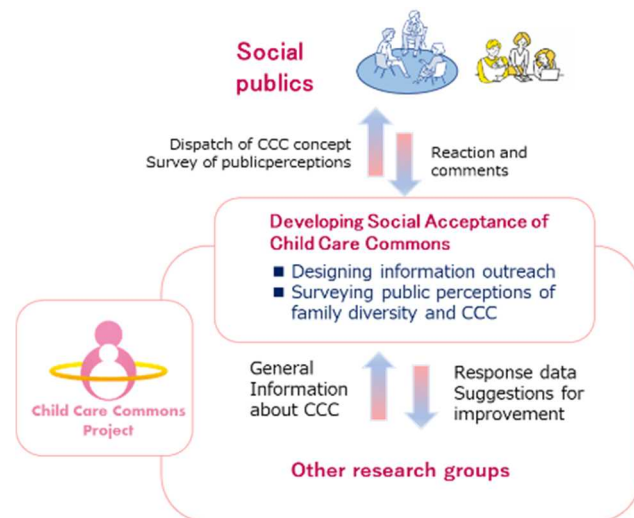 Social
publics
Dispatch of CCC concept
Survey of publicperceptions
Reaction and
comments
Developing Social Acceptance of
Child Care Commons
■ Designing information outreach
■ Surveying public perceptions of
family diversity and CCC
General
Information
about CCC
Response data
Suggestions for
improvement
Child Care Commons
Project
Other research groups